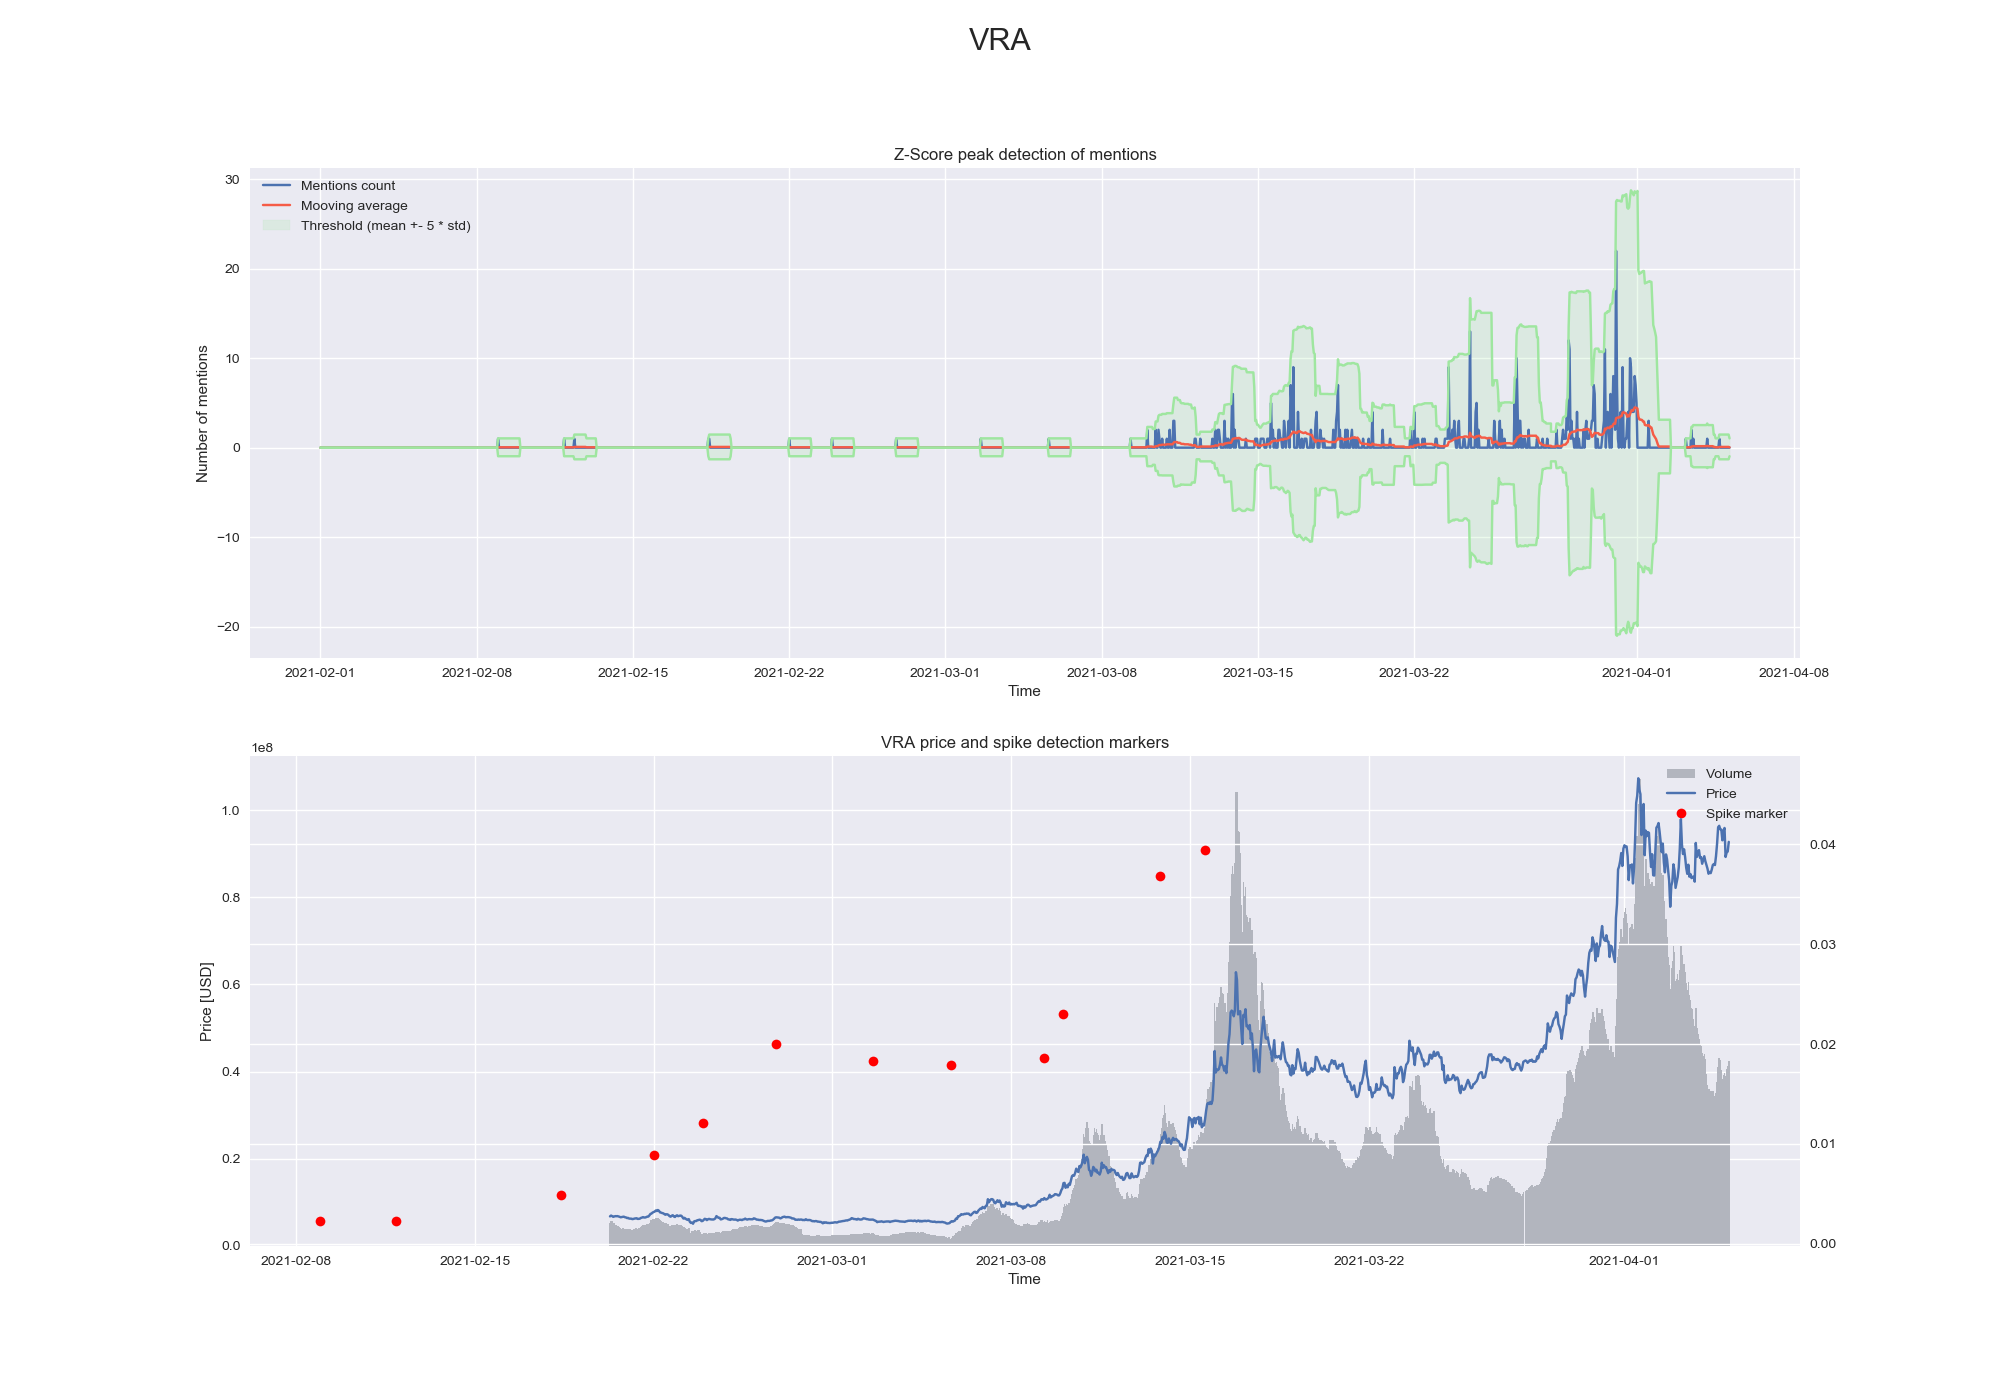 VRA
Z-Score peak detection of mentions
Mentions count
Mooving average
Threshold (mean +- 5 * std)
30
20
10
0
−10
−20
Number of mentions
2021-02-01 2021-02-08 2021-02-15 2021-02-22 2021-03-01 2021-03-08 2021-03-15 2021-03-22 2021-04-01 2021-04-08
Time
VRA price and spike detection markers
1e8
Volume
Price
Spike marker
1.0
0.8
0.6
0.4
0.2
0.0
Price [USD]
0.04
0.03
0.02
0.01
0.00
2021-02-08 2021-02-15 2021-02-22 2021-03-01 2021-03-08 2021-03-15 2021-03-22 2021-04-01
Time